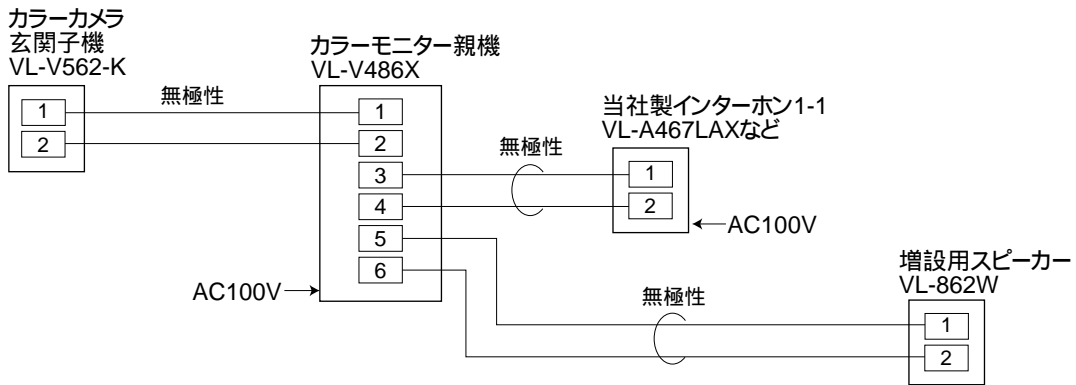 カラーカメラ
玄関子機
VL-V562-K
1
2
無極性
カラーモニター親機
VL-V486X
1
2
3
4
5
6
AC100V
無極性
当社製インターホン1-1
VL-A467LAXなど
1
2
AC100V
無極性
増設用スピーカー
VL-862W
1
2